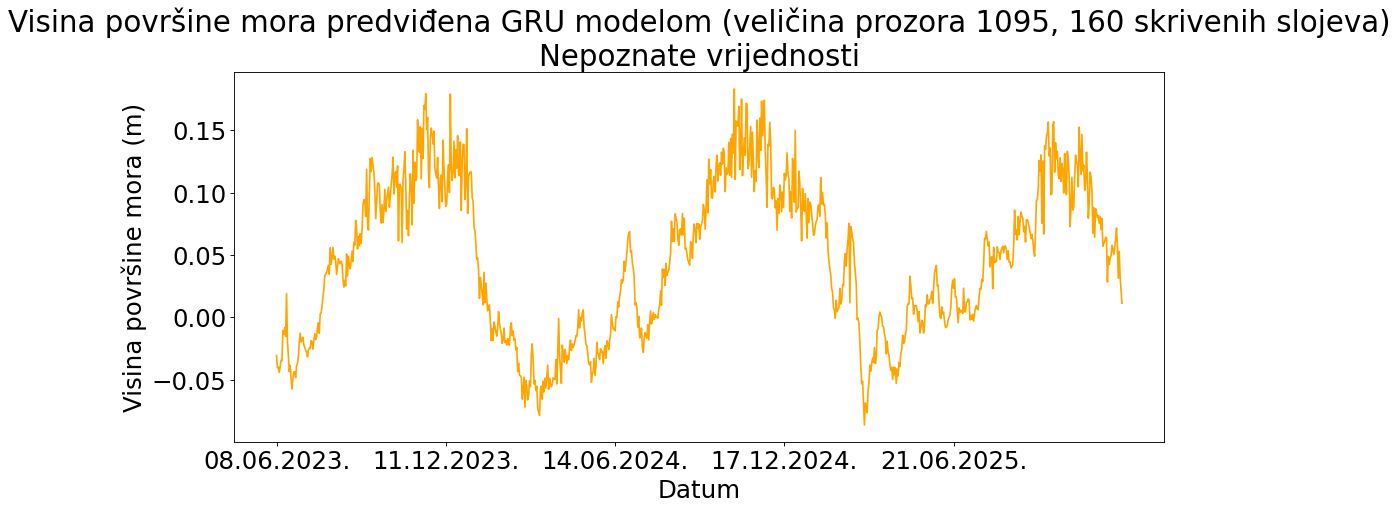 Visina površine mora predviđena GRU modelom (veličina prozora 1095, 160 skrivenih slojeva)
Nepoznate vrijednosti
Visina površine mora (m)
0.15
0.10
0.05
0.00
−0.05
08.06.2023. 11.12.2023. 14.06.2024. 17.12.2024. 21.06.2025.
Datum